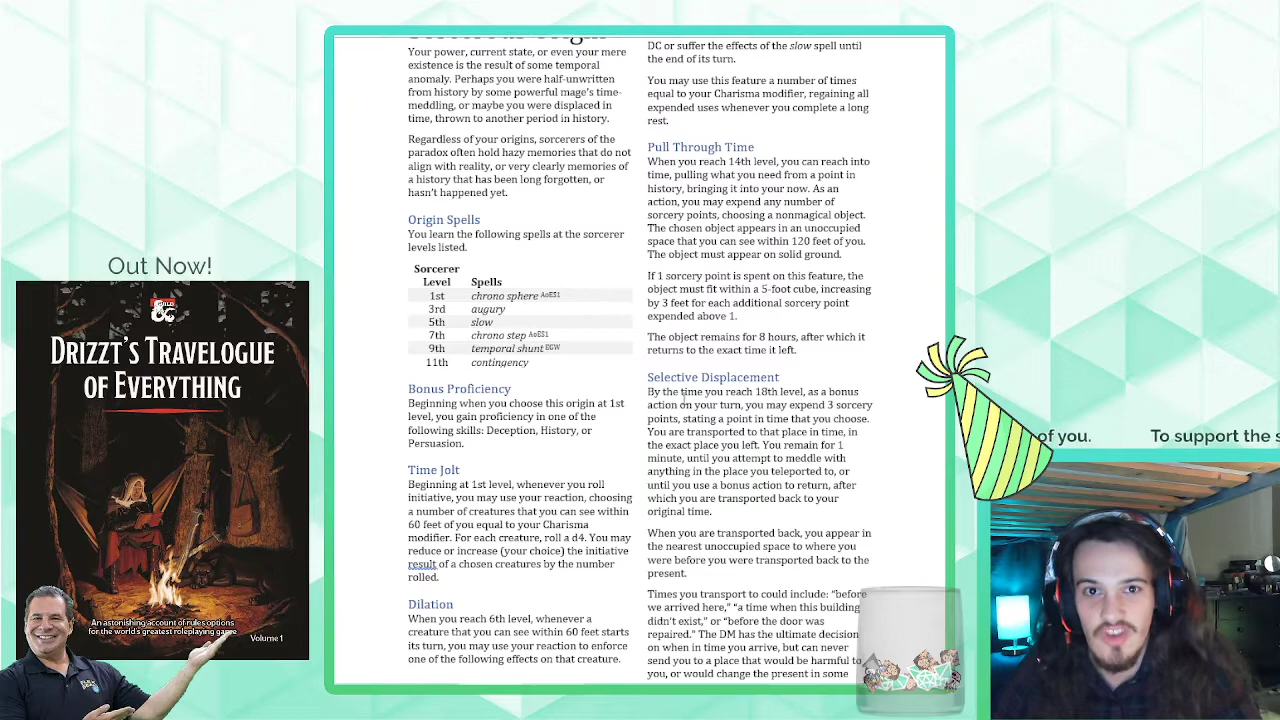 Out Now!
DRIZZT'S TRAVELOGUE
OF EVERYTHING
An astonishing account of rules options
for the world's greatest roleplaying game
Volume 1
Your power, current state, or even your mere
existence is the result of some temporal
anomaly. Perhaps you were half-unwritten
from history by some powerful mage's time-
meddling, or maybe you were displaced in
time, thrown to another period in history.
Regardless of your origins, sorcerers of the
paradox often hold hazy memories that do not
align with reality, or very clearly memories of
a history that has been long forgotten, or
hasn't happened yet.
Origin Spells
You learn the following spells at the sorcerer
levels listed.
Sorcerer
Level Spells
1st chrono sphere AoES1
3rd augury
5th slow
7th chrono step AoES1
9th temporal shunt EGW
11th contingency
Bonus Proficiency
Beginning when you choose this origin at 1st
level, you gain proficiency in one of the
following skills: Deception, History, or
Persuasion.
Time Jolt
Beginning at 1st level, whenever you roll
initiative, you may use your reaction, choosing
a number of creatures that you can see within
60 feet of you equal to your Charisma
modifier. For each creature, roll a d4. You may
reduce or increase (your choice) the initiative
result of a chosen creatures by the number
rolled.
Dilation
When you reach 6th level, whenever a
creature that you can see within 60 feet starts
its turn, you may use your reaction to enforce
one of the following effects on that creature.
DC or suffer the effects of the slow spell until
the end of its turn.
You may use this feature a number of times
equal to your Charisma modifier, regaining all
expended uses whenever you complete a long
rest.
Pull Through Time
When you reach 14th level, you can reach into
time, pulling what you need from a point in
history, bringing it into your now. As an
action, you may expend any number of
sorcery points, choosing a nonmagical object.
The chosen object appears in an unoccupied
space that you can see within 120 feet of you.
The object must appear on solid ground.
If 1 sorcery point is spent on this feature, the
object must fit within a 5-foot cube, increasing
by 3 feet for each additional sorcery point
expended above 1.
The object remains for 8 hours, after which it
returns to the exact time it left.
Selective Displacement
By the time you reach 18th level, as a bonus
action on your turn, you may expend 3 sorcery
points, stating a point in time that you choose.
You are transported to that place in time, in
the exact place you left. You remain for 1
minute, until you attempt to meddle with
anything in the place you teleported to, or
until you use a bonus action to return, after
which you are transported back to your
original time.
When you are transported back, you appear in
the nearest unoccupied space to where you
were before you were transported back to the
present.
Times you transport to could include: "before
we arrived here," "a time when this building
didn't exist," or "before the door was
repaired." The DM has the ultimate decision
on when in time you arrive, but can never
send you to a place that would be harmful to
you, or would change the present in some
of you. To support the s